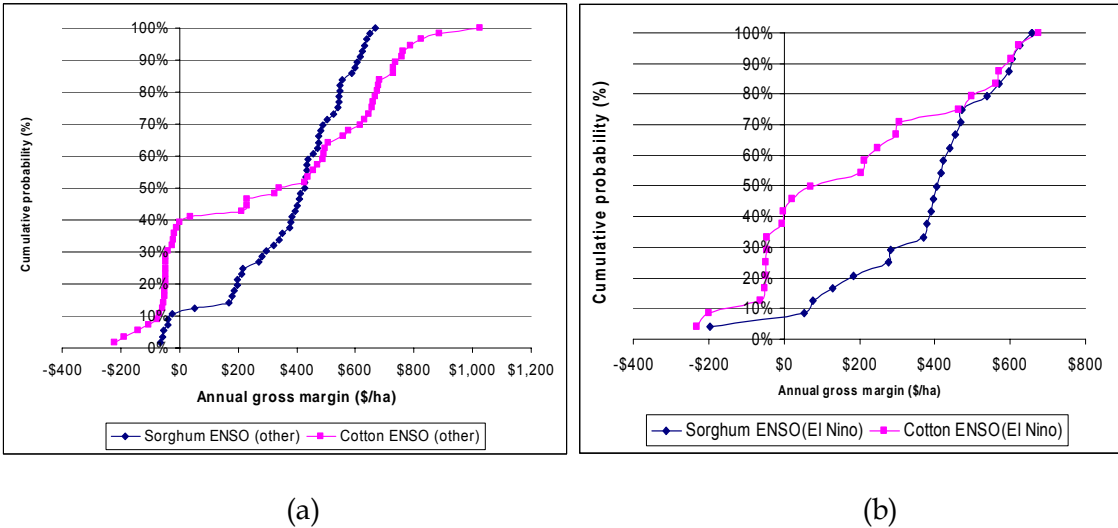 100%
90%
80%
70%
60%
50%
40%
30%
20%
10%
0%
Cumulative probability (%)
-$400 -$200 $0 $200 $400 $600 $800 $1,000 $1,200
Annual gross margin ($/ha)
Sorghum ENSO (other) Cotton ENSO (other)
(a)
100%
90%
80%
70%
60%
50%
40%
30%
20%
10%
0%
Cumulative probability (%)
-$400 -$200 $0 $200 $400 $600 $800
Annual gross margin ($/ha)
Sorghum ENSO(El Nino) Cotton ENSO(El Nino)
(b)